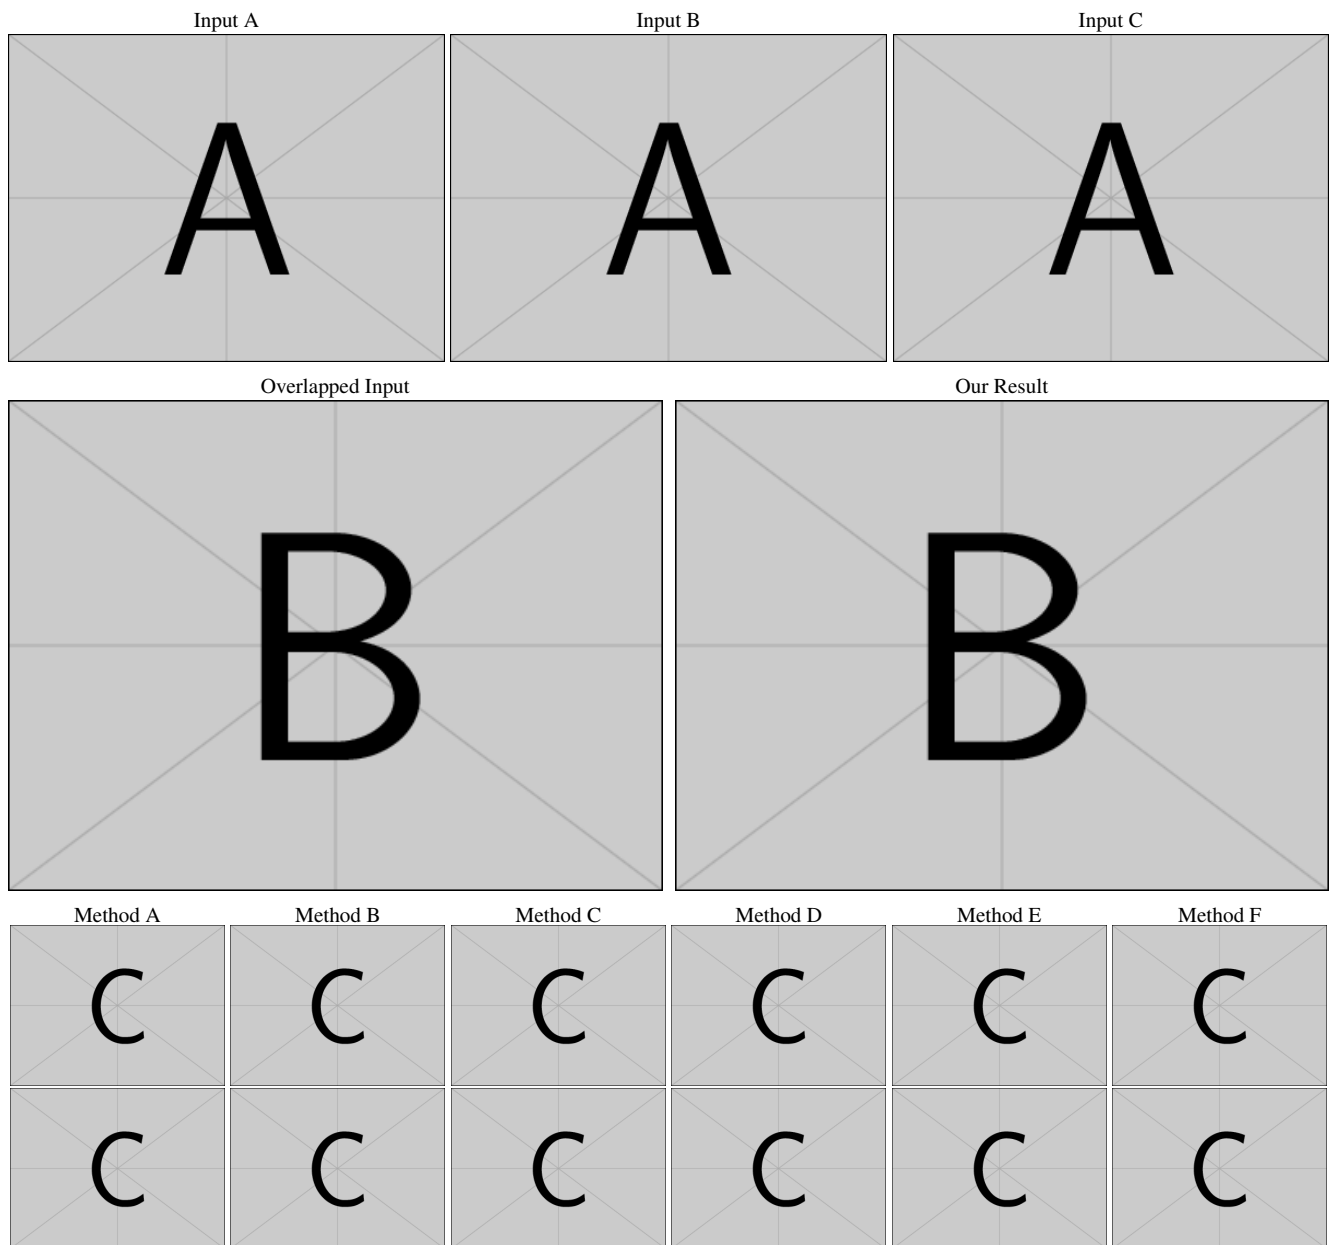 Input A Input B Input C
A A A
Overlapped Input Our Result
B B
Method A Method B Method C Method D Method E Method F
C C C C C C
C C C C C C